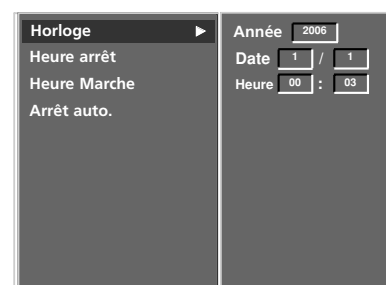 Horloge
Heure arrêt
Heure Marche
Arrêt auto.
Année 2006
Date 1 / 1
Heure 00 : 03